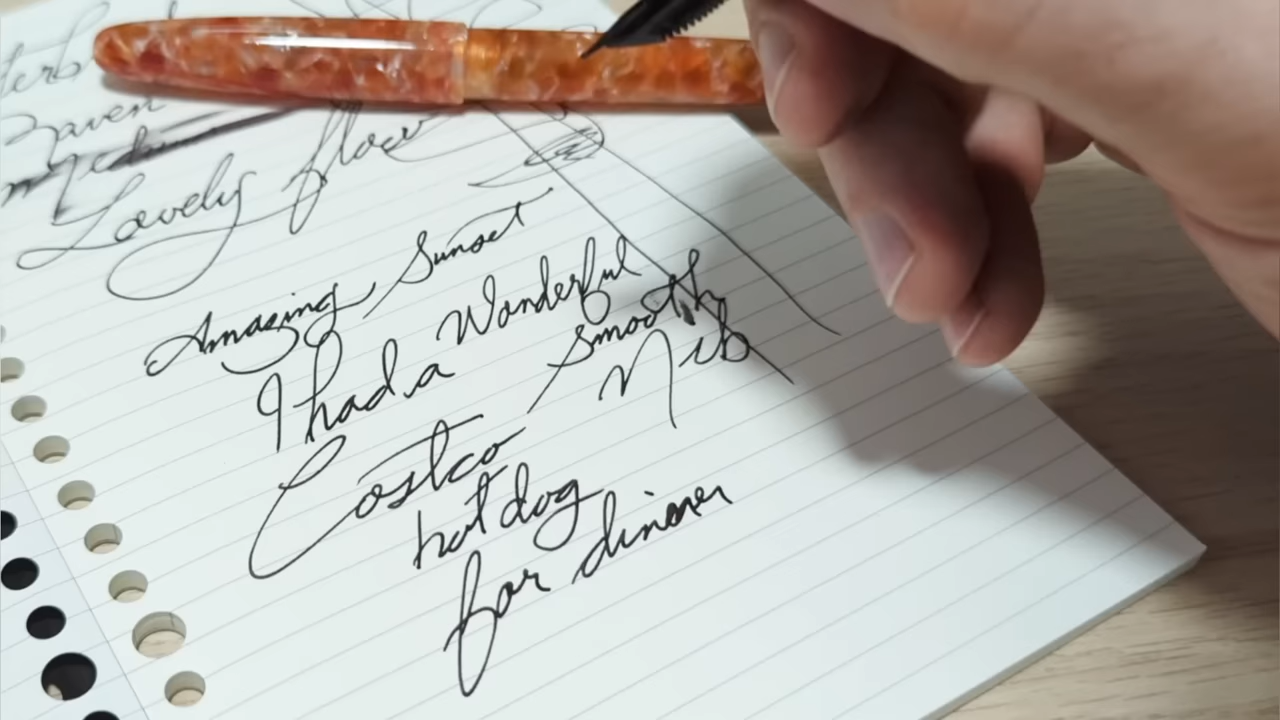 Lovely flow
Amazing Sunset
I had a Wonderful
smooth
Nib
Costco
hot dog
for dinner